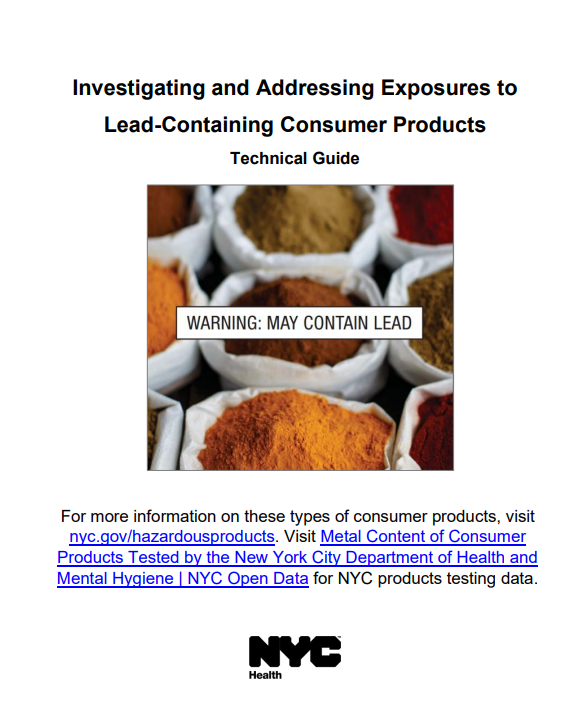 Investigating and Addressing Exposures to
Lead-Containing Consumer Products
Technical Guide
WARNING: MAY CONTAIN LEAD
For more information on these types of consumer products, visit
nyc.gov/hazardousproducts. Visit Metal Content of Consumer
Products Tested by the New York City Department of Health and
Mental Hygiene | NYC Open Data for NYC products testing data.
NYC
Health